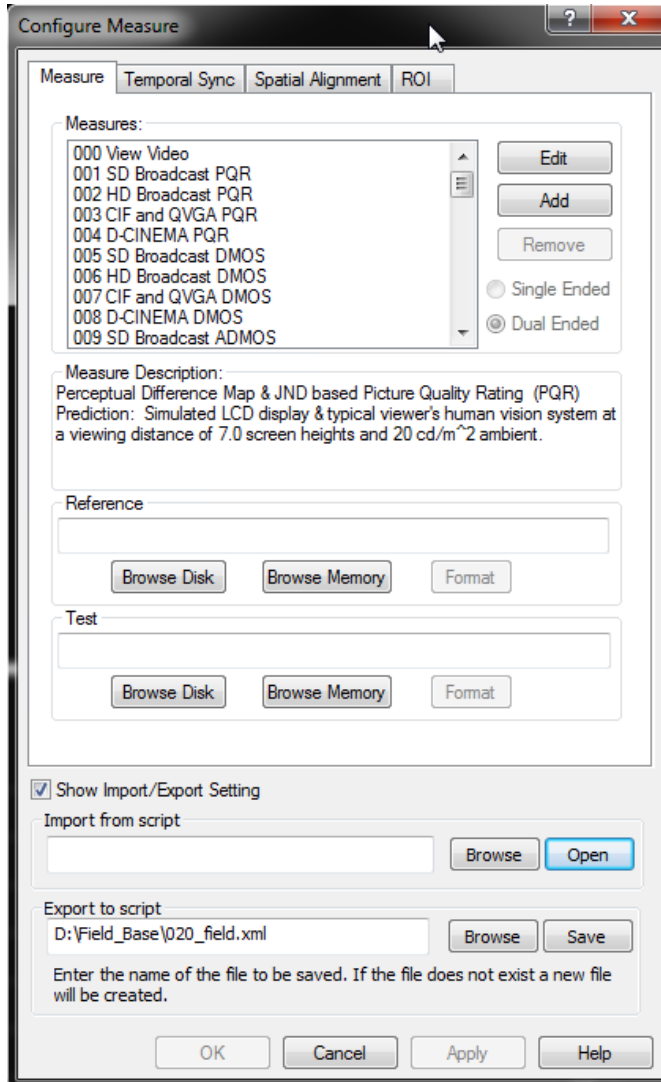 Configure Measure
?
Measure Temporal Sync Spatial Alignment ROI
Measures:
000 View Video
001 SD Broadcast PQR
002 HD Broadcast PQR
003 CIF and QVGA PQR
004 D-CINEMA PQR
005 SD Broadcast DMOS
006 HD Broadcast DMOS
007 CIF and QVGA DMOS
008 D-CINEMA DMOS
009 SD Broadcast ADMOS
Edit
Add
Remove
Single Ended
Dual Ended
Measure Description:
Perceptual Difference Map & JND based Picture Quality Rating (PQR)
Prediction: Simulated LCD display & typical viewer's human vision system at
a viewing distance of 7.0 screen heights and 20 cd/m^2 ambient.
Reference
Browse Disk Browse Memory Format
Test
Browse Disk Browse Memory Format
Show Import/Export Setting
Import from script
Browse Open
Export to script
D:\Field_Base\020_field.xml Browse Save
Enter the name of the file to be saved. If the file does not exist a new file
will be created.
OK Cancel Apply Help